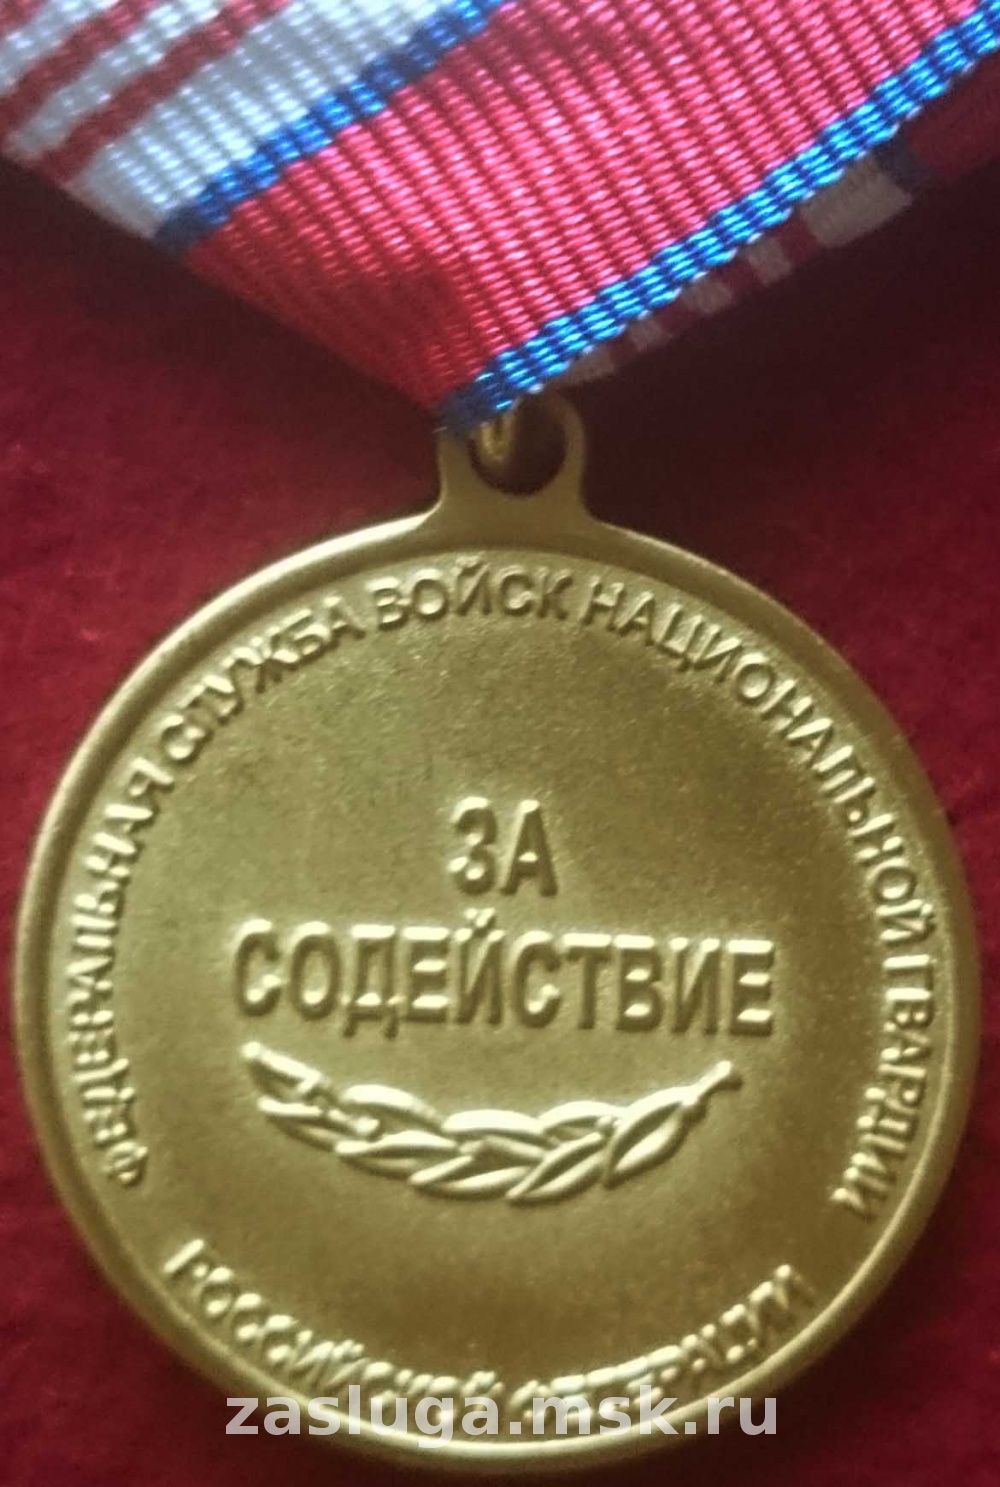 ФЕДЕРАЛЬНАЯ СЛУЖБА ВОЙСК НАЦИОНАЛЬНОЙ ГВАРДИИ
ЗА
СОДЕЙСТВИЕ
РОССИЙСКОЙ ФЕДЕРАЦИИ
zasluga.msk.ru